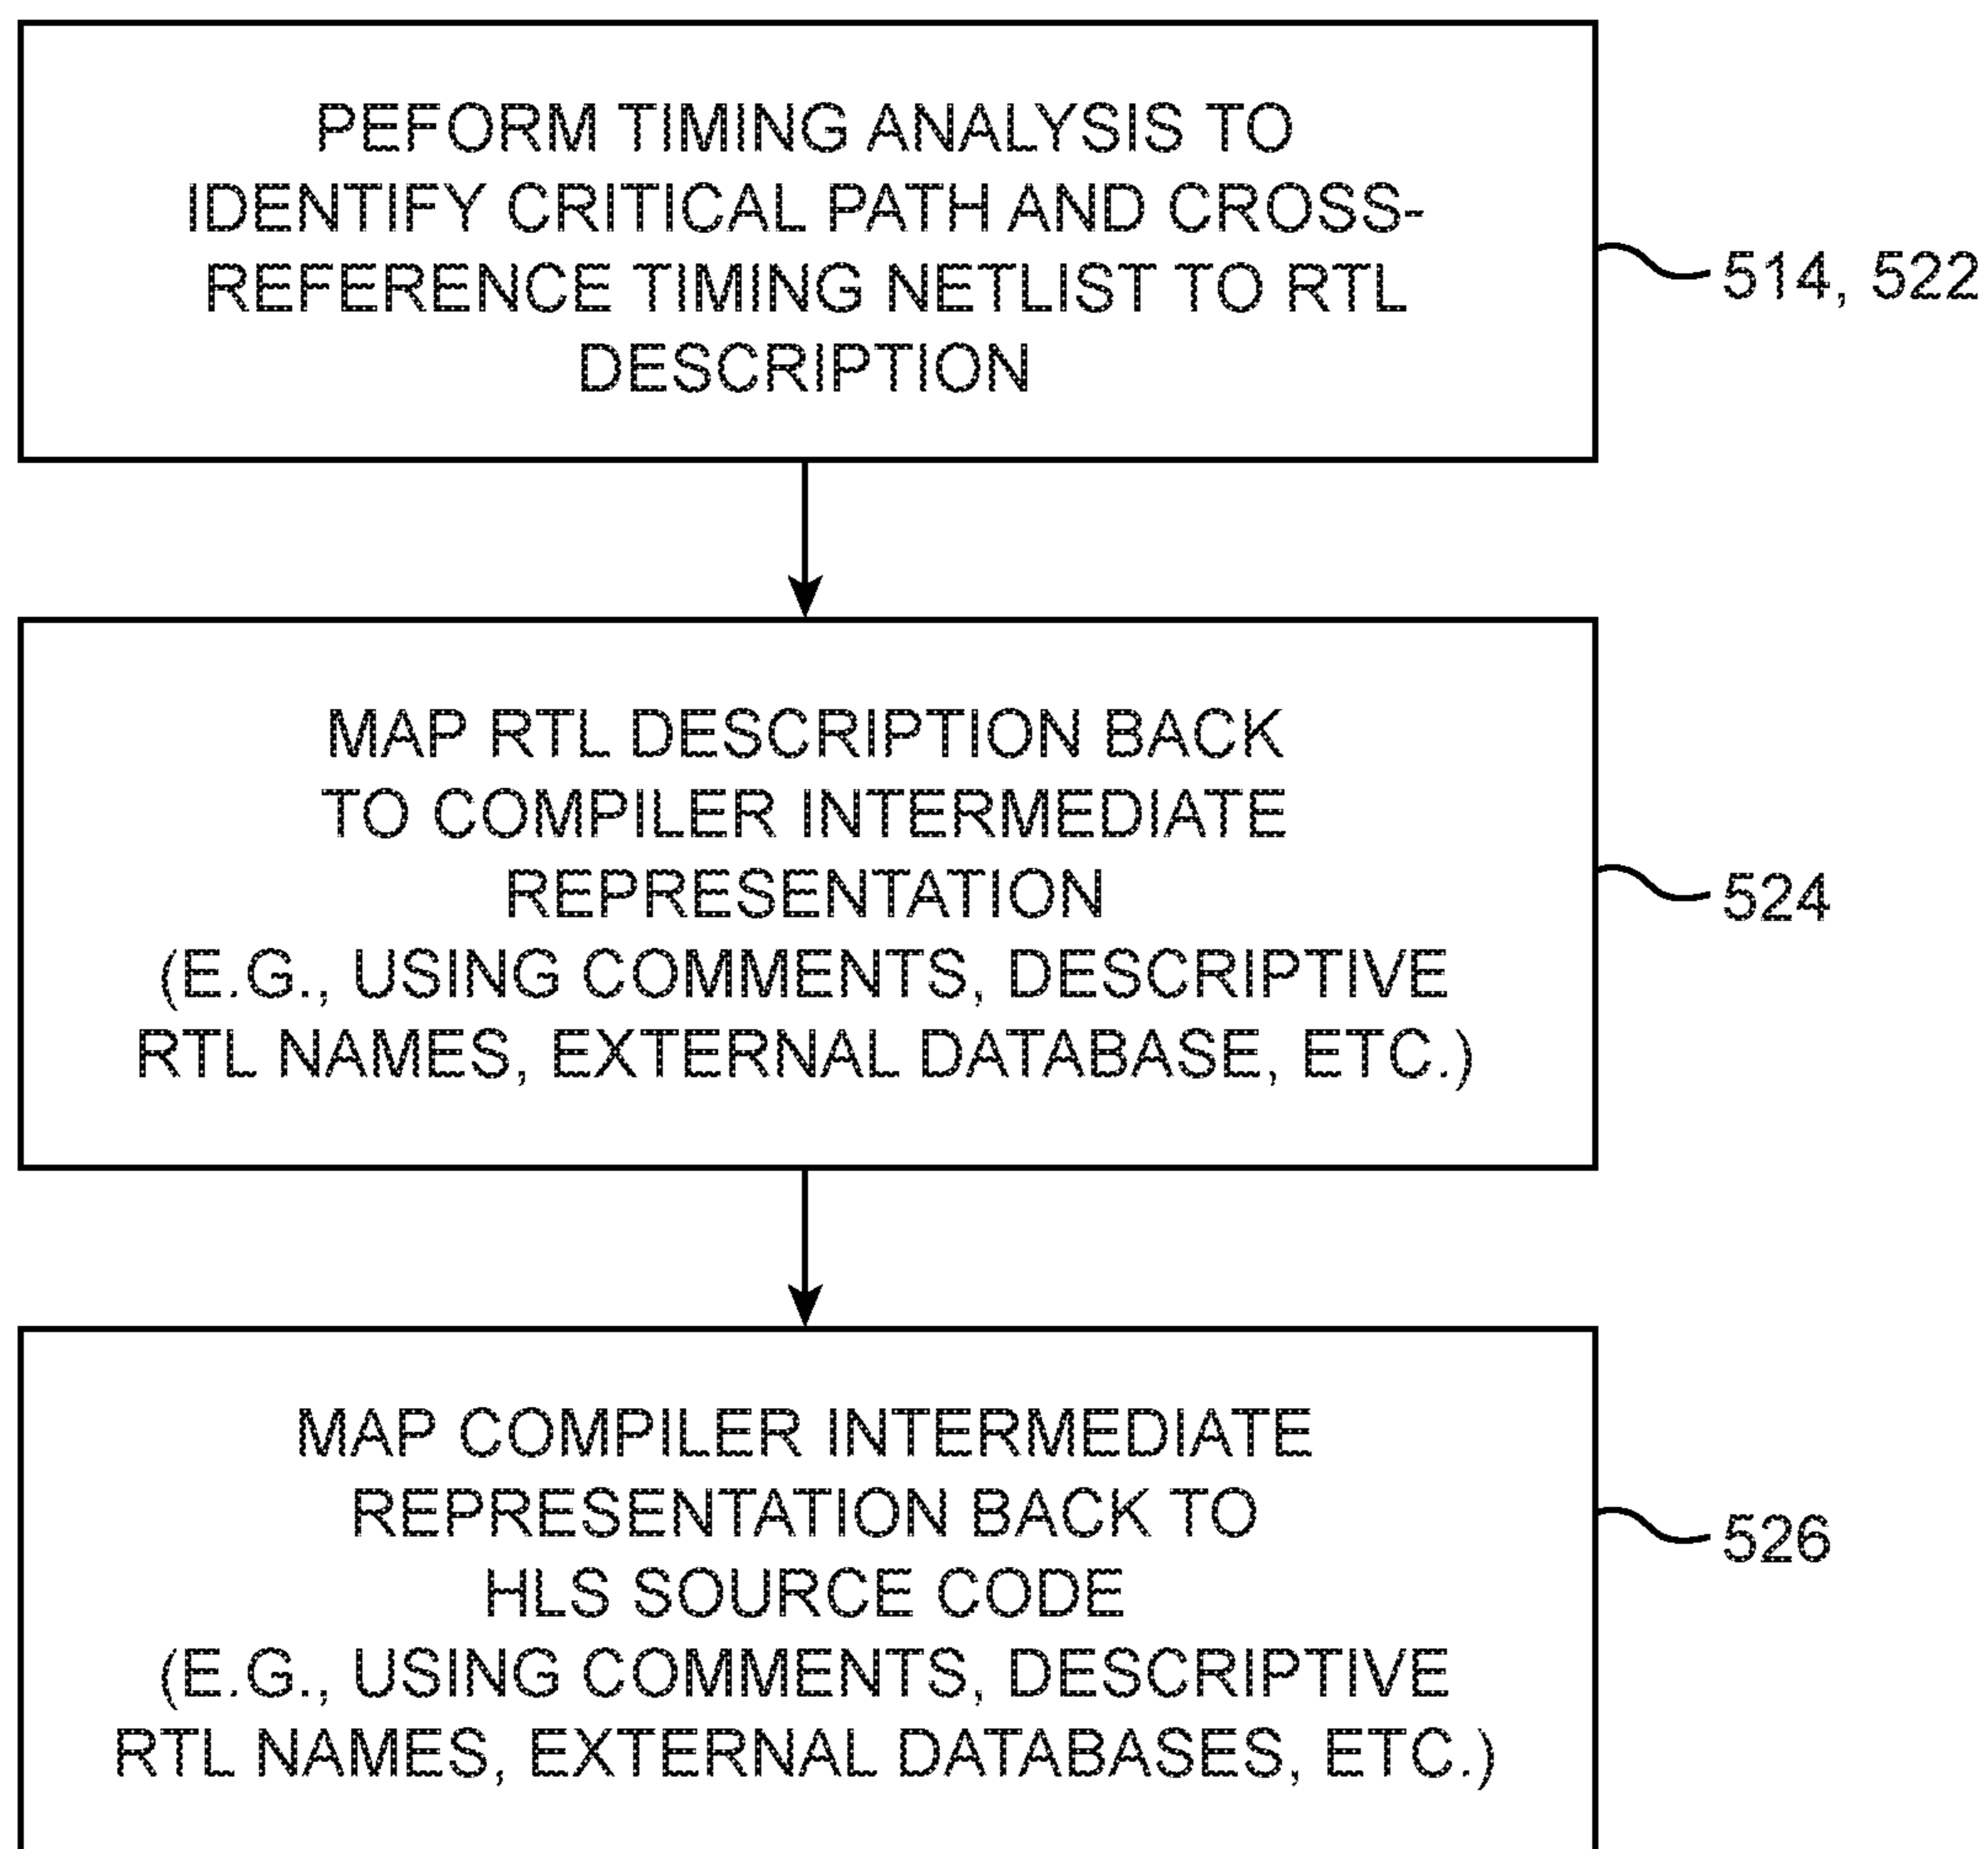 PEFORM TIMING ANALYSIS TO
IDENTIFY CRITICAL PATH AND CROSS-
REFERENCE TIMING NETLIST TO RTL
DESCRIPTION
514, 522
MAP RTL DESCRIPTION BACK
TO COMPILER INTERMEDIATE
REPRESENTATION
(E.G., USING COMMENTS, DESCRIPTIVE
RTL NAMES, EXTERNAL DATABASE, ETC.)
524
MAP COMPILER INTERMEDIATE
REPRESENTATION BACK TO
HLS SOURCE CODE
(E.G., USING COMMENTS, DESCRIPTIVE
RTL NAMES, EXTERNAL DATABASES, ETC.)
526